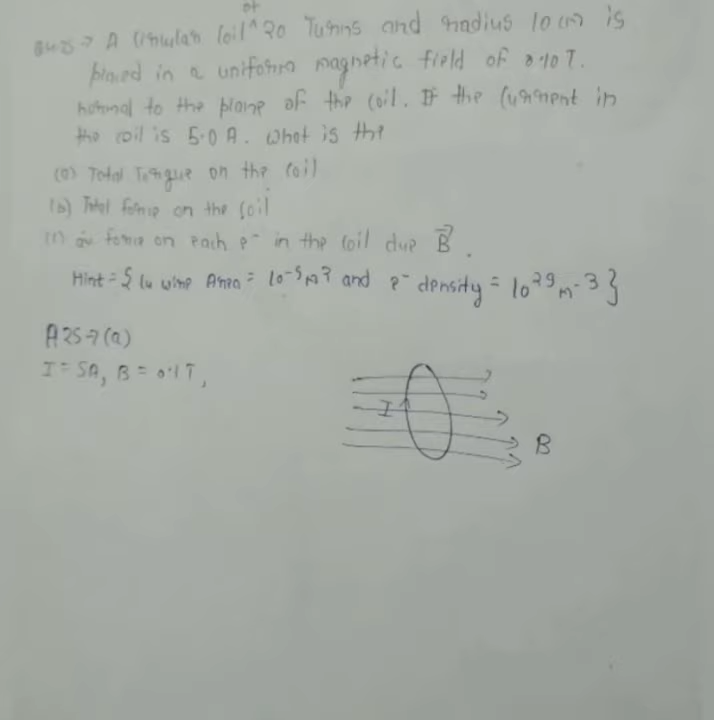 Que25 → A Circular Coil ^ of 20 Turns and radius 10 cm is
placed in a uniform magnetic field of 0.10 T.
normal to the plane of the coil. If the current in
the coil is 5.0 A. what is the
(a) Total Torque on the Coil
(b) Total force on the Coil
(c) av force on each e⁻ in the coil due B⃗.
Hint = { Cu wire Area = 10⁻⁵ m² and e⁻ density = 10²⁹ m⁻³ }
A25 → (a)
I = 5A, B = 0.1 T,
I
B